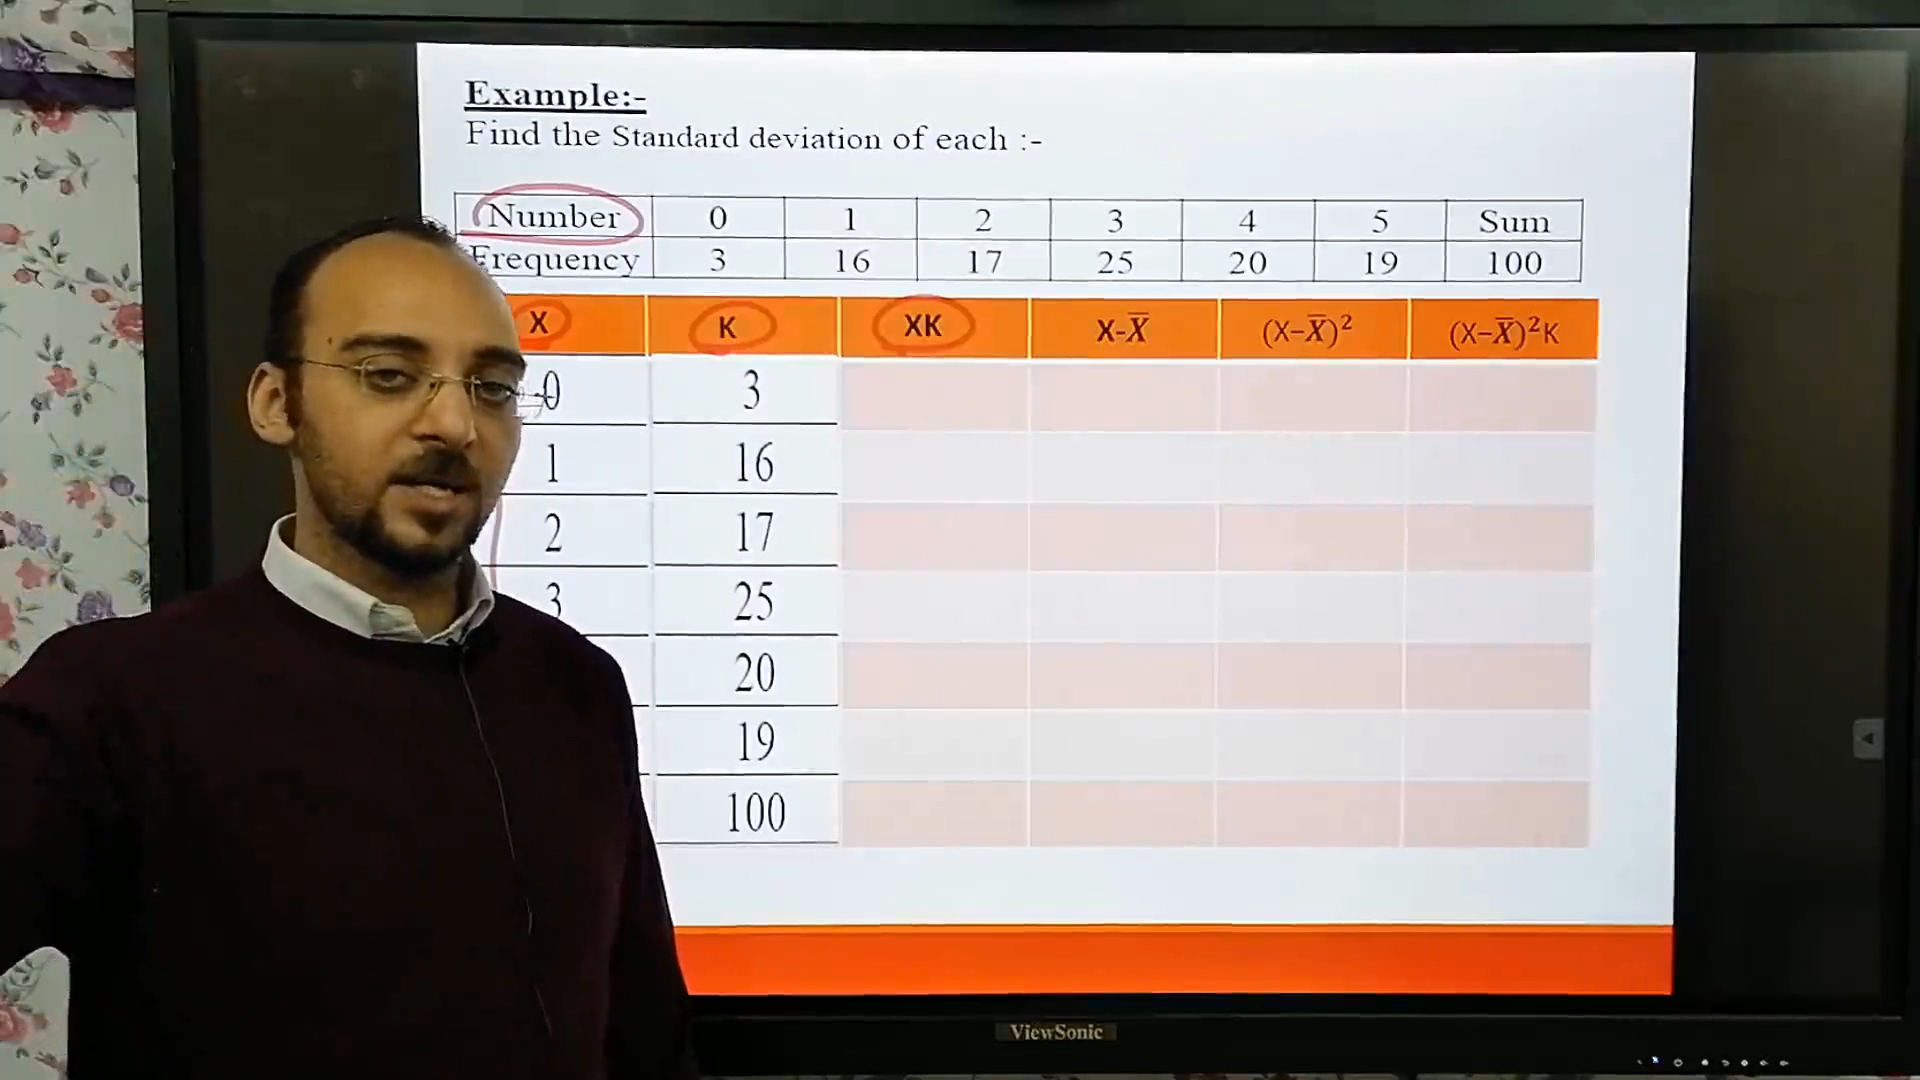 Example:-
Find the Standard deviation of each :-
Number 0 1 2 3 4 5 Sum
Frequency 3 16 17 25 20 19 100
X K XK X-X̅ (X-X̅)² (X-X̅)²K
0 3
1 16
2 17
3 25
20
19
100
ViewSonic